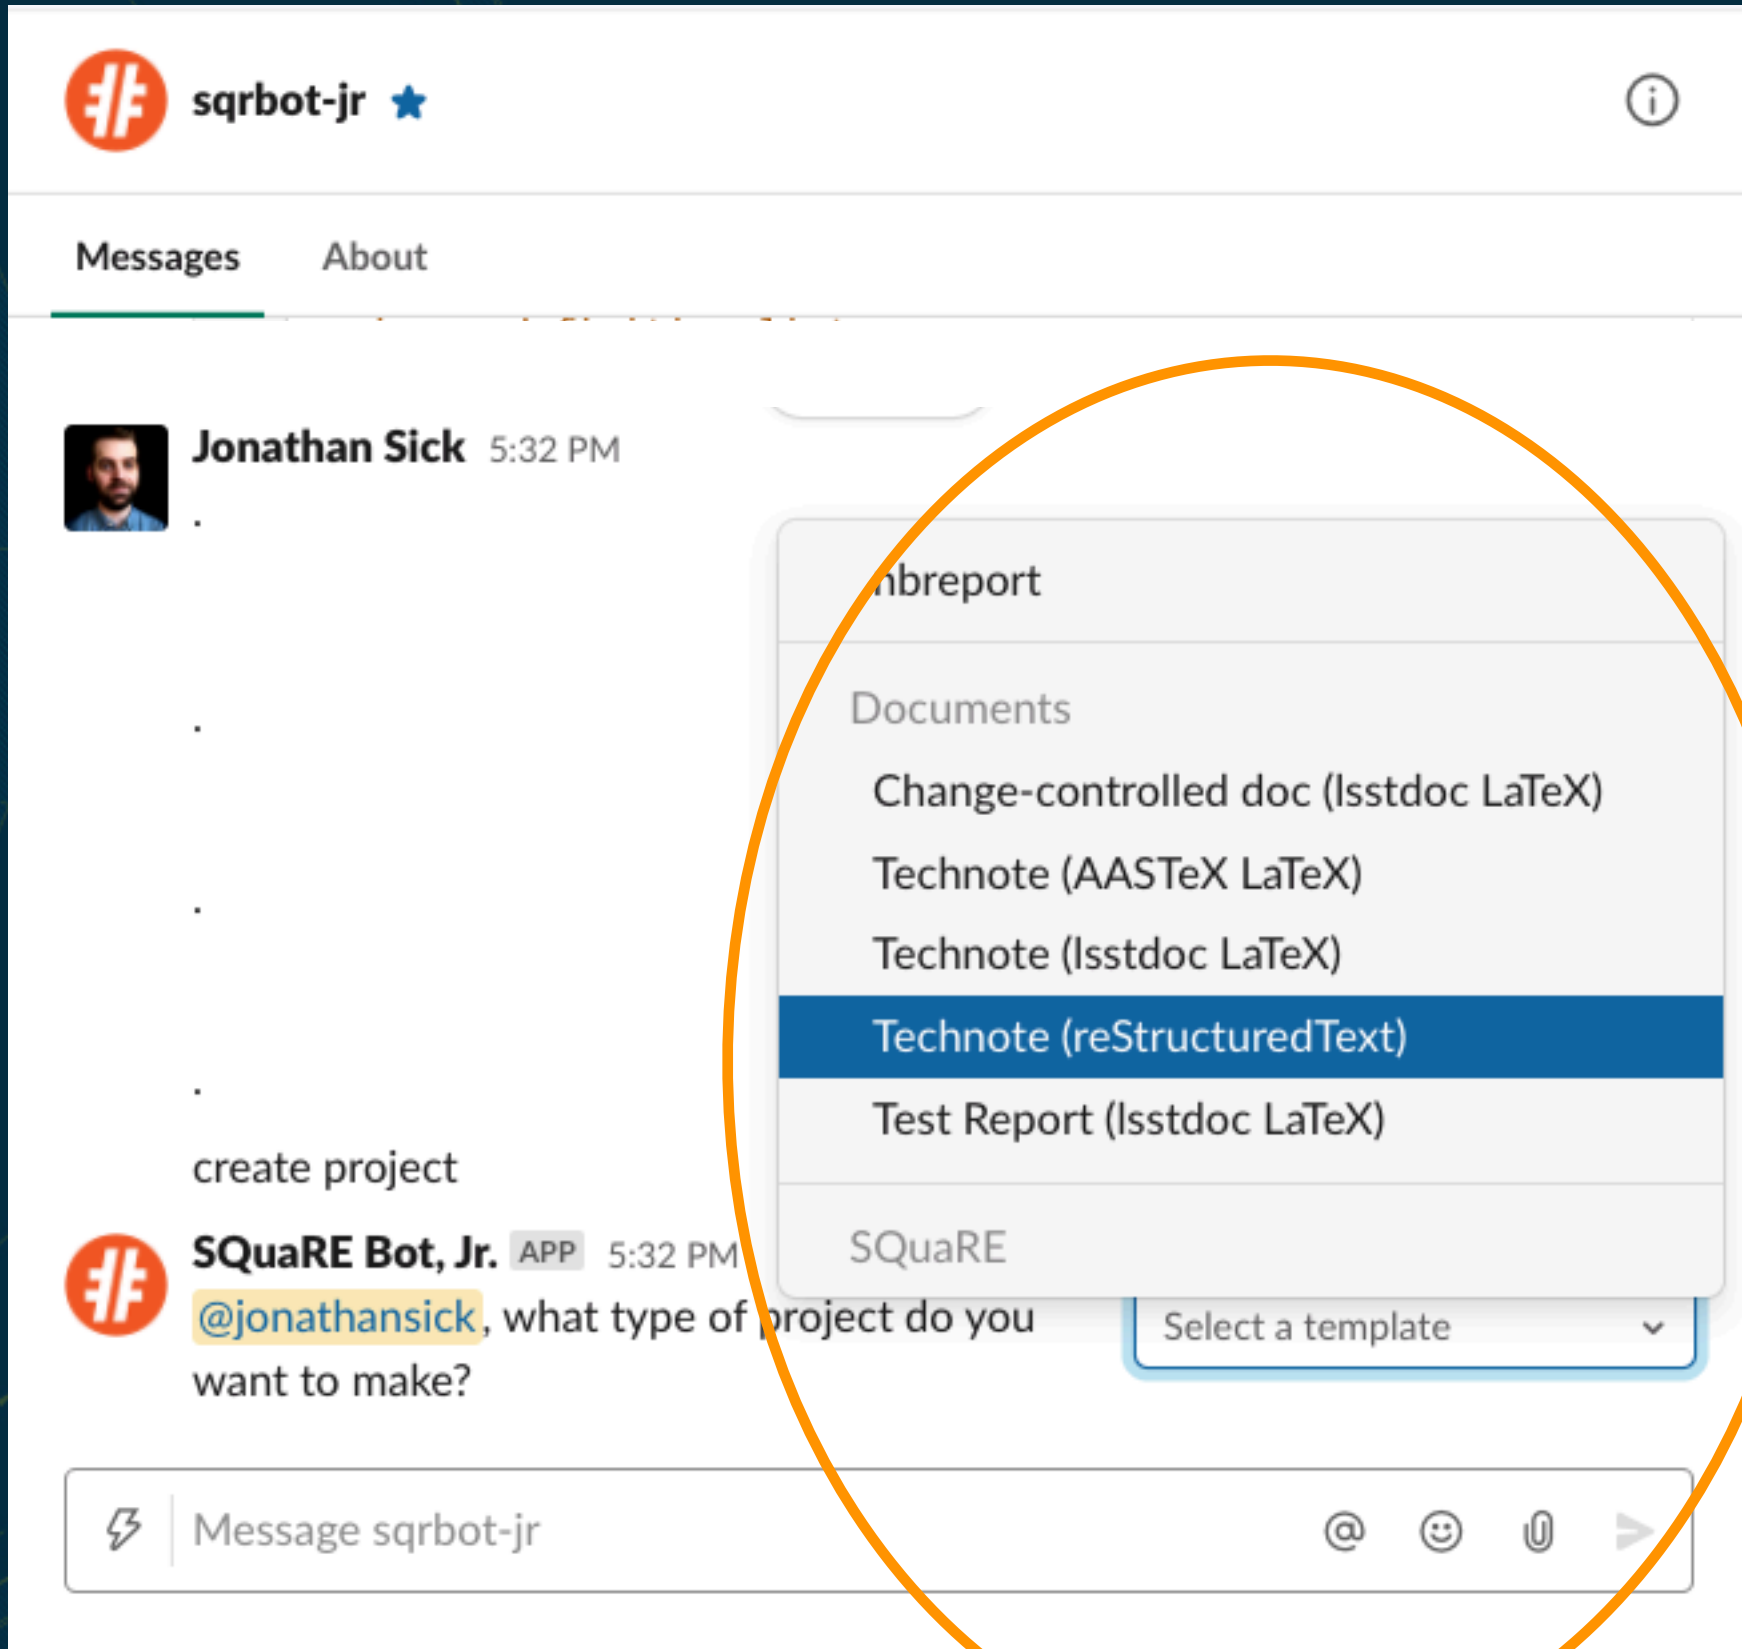 sqrbot-jr
Messages About
Jonathan Sick 5:32 PM
.
.
.
.
create project
nbreport
Documents
Change-controlled doc (lsstdoc LaTeX)
Technote (AASTeX LaTeX)
Technote (lsstdoc LaTeX)
Technote (reStructuredText)
Test Report (lsstdoc LaTeX)
SQuaRE
SQuaRE Bot, Jr. APP 5:32 PM
@jonathansick, what type of project do you
want to make?
Select a template
Message sqrbot-jr